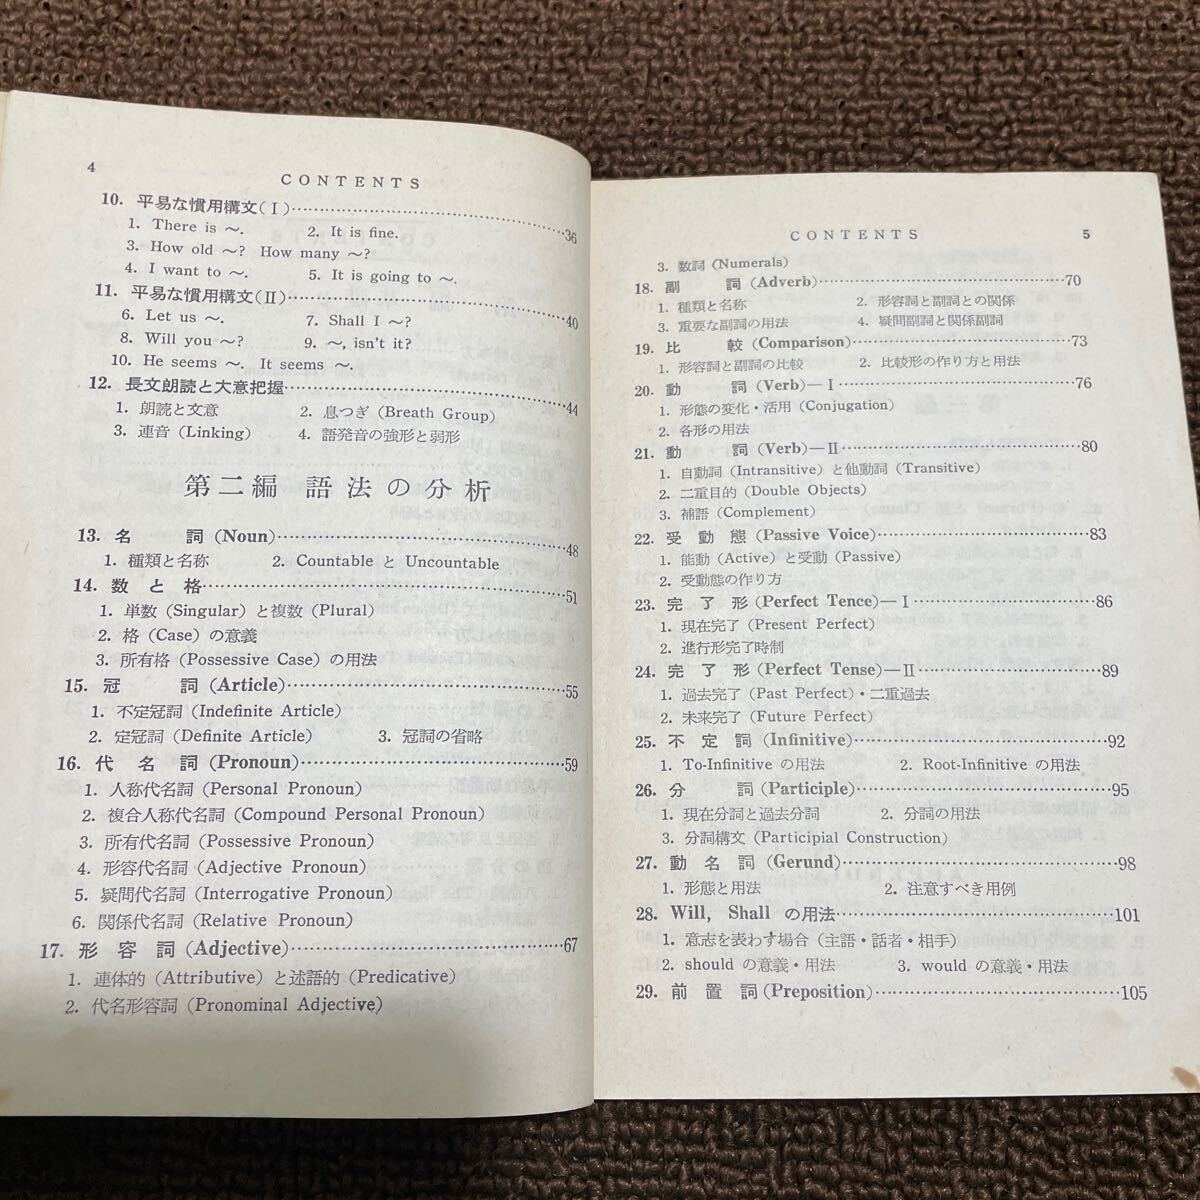 4
CONTENTS
10. 平易な慣用構文(Ⅰ)……36
1. There is ～. 2. It is fine.
3. How old ～? How many ～?
4. I want to ～. 5. It is going to ～.
11. 平易な慣用構文(Ⅱ)……40
6. Let us ～. 7. Shall I ～?
8. Will you ～? 9. ～, isn't it?
10. He seems ～. It seems ～.
12. 長文朗読と大意把握……44
1. 朗読と文意 2. 息つぎ (Breath Group)
3. 連音 (Linking) 4. 語発音の強形と弱形
第二編 語法の分析
13. 名詞 (Noun)……48
1. 種類と名称 2. Countable と Uncountable
14. 数と格……51
1. 単数 (Singular) と複数 (Plural)
2. 格 (Case) の意義
3. 所有格 (Possessive Case) の用法
15. 冠詞 (Article)……55
1. 不定冠詞 (Indefinite Article)
2. 定冠詞 (Definite Article) 3. 冠詞の省略
16. 代名詞 (Pronoun)……59
1. 人称代名詞 (Personal Pronoun)
2. 複合人称代名詞 (Compound Personal Pronoun)
3. 所有代名詞 (Possessive Pronoun)
4. 形容代名詞 (Adjective Pronoun)
5. 疑問代名詞 (Interrogative Pronoun)
6. 関係代名詞 (Relative Pronoun)
17. 形容詞 (Adjective)……67
1. 連体的 (Attributive) と述語的 (Predicative)
2. 代名形容詞 (Pronominal Adjective)
CONTENTS 5
3. 数詞 (Numerals)
18. 副詞 (Adverb)……70
1. 種類と名称 2. 形容詞と副詞との関係
3. 重要な副詞の用法 4. 疑問副詞と関係副詞
19. 比較 (Comparison)……73
1. 形容詞と副詞の比較 2. 比較形の作り方と用法
20. 動詞 (Verb)—Ⅰ……76
1. 形態の変化・活用 (Conjugation)
2. 各形の用法
21. 動詞 (Verb)—Ⅱ……80
1. 自動詞 (Intransitive) と他動詞 (Transitive)
2. 二重目的 (Double Objects)
3. 補語 (Complement)
22. 受動態 (Passive Voice)……83
1. 能動 (Active) と受動 (Passive)
2. 受動態の作り方
23. 完了形 (Perfect Tence)—Ⅰ……86
1. 現在完了 (Present Perfect)
2. 進行形完了時制
24. 完了形 (Perfect Tense)—Ⅱ……89
1. 過去完了 (Past Perfect)・二重過去
2. 未来完了 (Future Perfect)
25. 不定詞 (Infinitive)……92
1. To-Infinitive の用法 2. Root-Infinitive の用法
26. 分詞 (Participle)……95
1. 現在分詞と過去分詞 2. 分詞の用法
3. 分詞構文 (Participial Construction)
27. 動名詞 (Gerund)……98
1. 形態と用法 2. 注意すべき用例
28. Will, Shall の用法……101
1. 意志を表わす場合 (主語・話者・相手)
2. should の意義・用法 3. would の意義・用法
29. 前置詞 (Preposition)……105